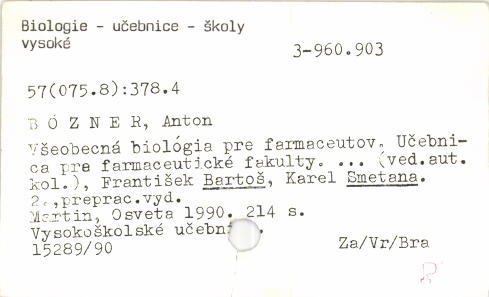 Biologie - učebnice - školy
vysoké
3-960.903
57(075.8):378.4
B O Z N E R, Anton
Všeobecná biológia pre farmaceutov. Učebni-
ca pre farmaceutické fakulty. ... (ved.aut.
kol.), František Bartoš, Karel Smetana.
2.,preprac.vyd.
Martin, Osveta 1990. 214 s.
Vysokoškolské
15289/90
Za/Vr/Bra